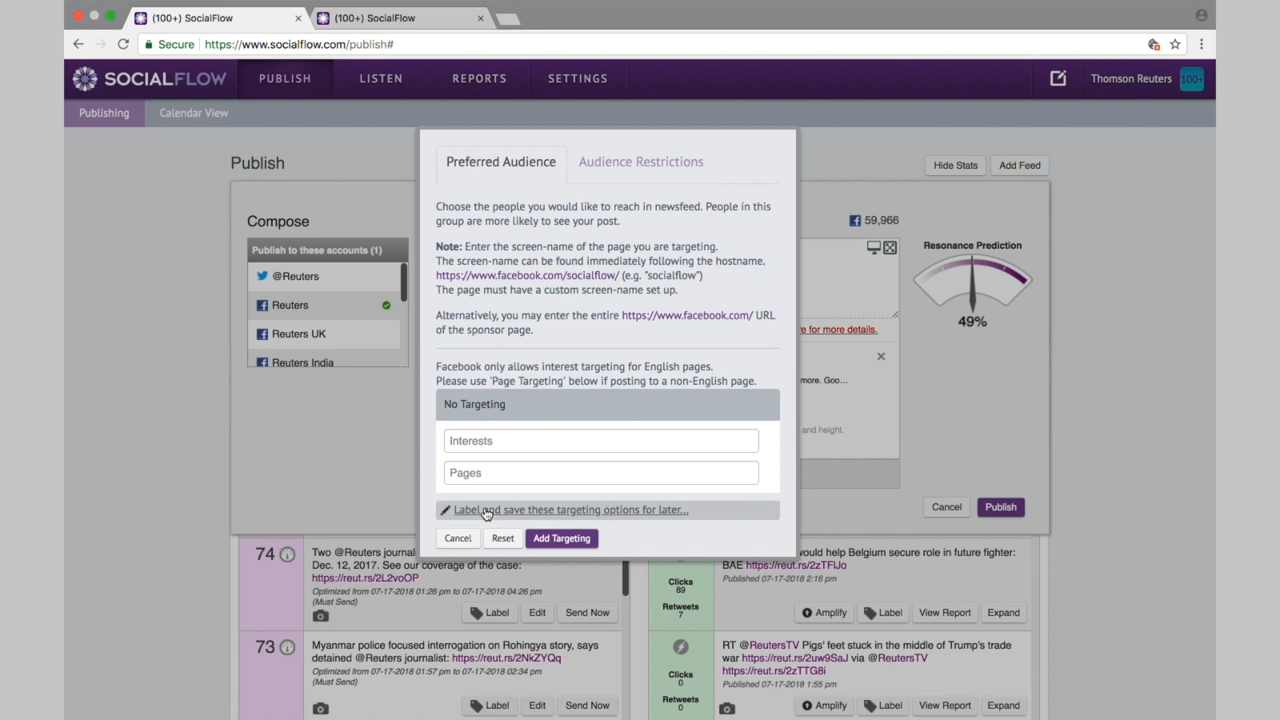 (100+) SocialFlow
(100+) SocialFlow
Secure
https://www.socialflow.com/publish#
SOCIALFLOW
PUBLISH
LISTEN
REPORTS
SETTINGS
Thomson Reuters
100+
Publishing
Calendar View
Publish
Hide Stats
Add Feed
Compose
Publish to these accounts (1)
@Reuters
Reuters
Reuters UK
Reuters India
Preferred Audience
Audience Restrictions
Choose the people you would like to reach in newsfeed. People in this
group are more likely to see your post.
Note: Enter the screen-name of the page you are targeting.
The screen-name can be found immediately following the hostname.
https://www.facebook.com/socialflow/ (e.g. "socialflow")
The page must have a custom screen-name set up.
Alternatively, you may enter the entire https://www.facebook.com/ URL
of the sponsor page.
Facebook only allows interest targeting for English pages.
Please use 'Page Targeting' below if posting to a non-English page.
No Targeting
Interests
Pages
Label and save these targeting options for later...
Cancel
Reset
Add Targeting
59,966
Resonance Prediction
49%
for more details.
more. Goo...
and height.
Cancel
Publish
74
Two @Reuters journal
Dec. 12, 2017. See our coverage of the case:
https://reut.rs/2L2voOP
Optimized from 07-17-2018 01:26 pm to 07-17-2018 04:26 pm
(Must Send)
Label
Edit
Send Now
73
Myanmar police focused interrogation on Rohingya story, says
detained @Reuters journalist: https://reut.rs/2NkZYQq
Optimized from 07-17-2018 01:57 pm to 07-17-2018 02:34 pm
(Must Send)
Label
Edit
Send Now
Clicks
89
Retweets
7
would help Belgium secure role in future fighter:
BAE https://reut.rs/2zTFlJo
Published 07-17-2018 2:16 pm
Amplify
Label
View Report
Expand
Clicks
0
Retweets
0
RT @ReutersTV Pigs' feet stuck in the middle of Trump's trade
war https://reut.rs/2uw9SaJ via @ReutersTV
https://reut.rs/2zTTG8i
Published 07-17-2018 1:55 pm
Amplify
Label
View Report
Expand